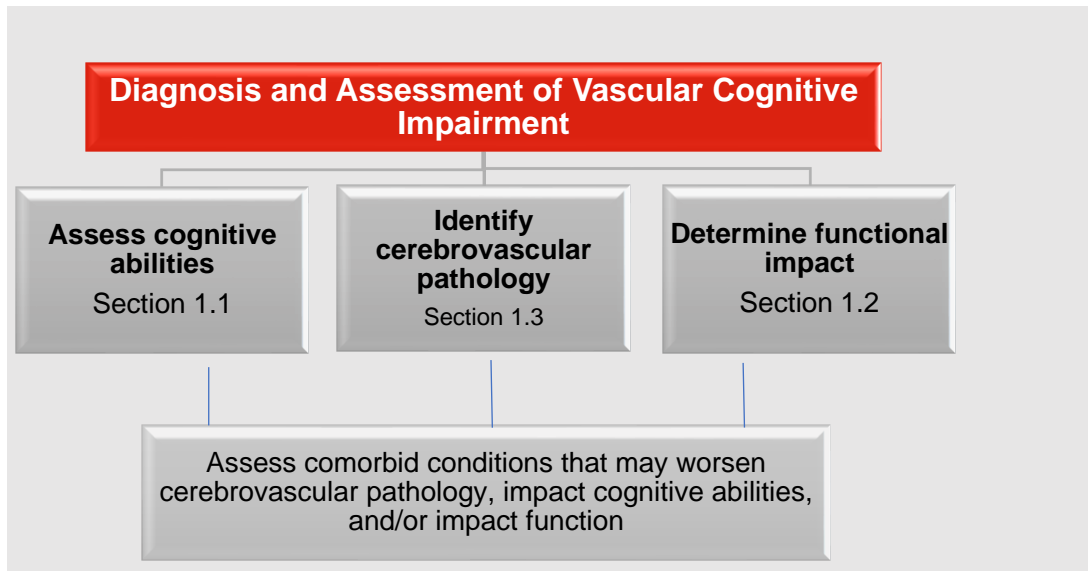 Diagnosis and Assessment of Vascular Cognitive
Impairment
Assess cognitive
abilities
Section 1.1
Identify
cerebrovascular
pathology
Section 1.3
Determine functional
impact
Section 1.2
Assess comorbid conditions that may worsen
cerebrovascular pathology, impact cognitive abilities,
and/or impact function